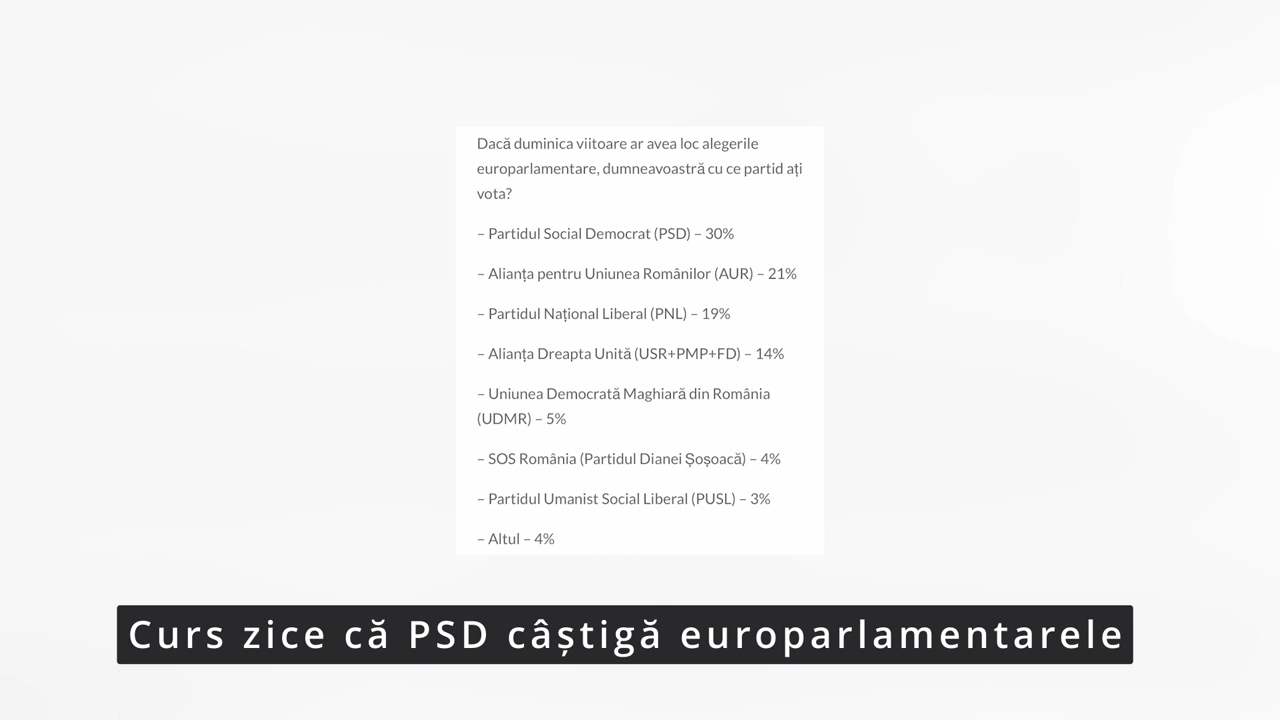 Dacă duminica viitoare ar avea loc alegerile
europarlamentare, dumneavoastră cu ce partid ați
vota?
– Partidul Social Democrat (PSD) – 30%
– Alianța pentru Uniunea Românilor (AUR) – 21%
– Partidul Național Liberal (PNL) – 19%
– Alianța Dreapta Unită (USR+PMP+FD) – 14%
– Uniunea Democrată Maghiară din România
(UDMR) – 5%
– SOS România (Partidul Dianei Șoșoacă) – 4%
– Partidul Umanist Social Liberal (PUSL) – 3%
– Altul – 4%
Curs zice că PSD câștigă europarlamentarele